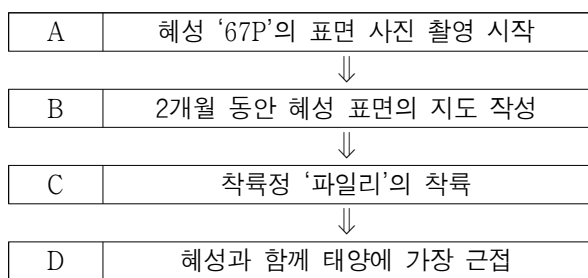 A 혜성 ‘67P’의 표면 사진 촬영 시작
⇓
B 2개월 동안 혜성 표면의 지도 작성
⇓
C 착륙정 ‘파일리’의 착륙
⇓
D 혜성과 함께 태양에 가장 근접